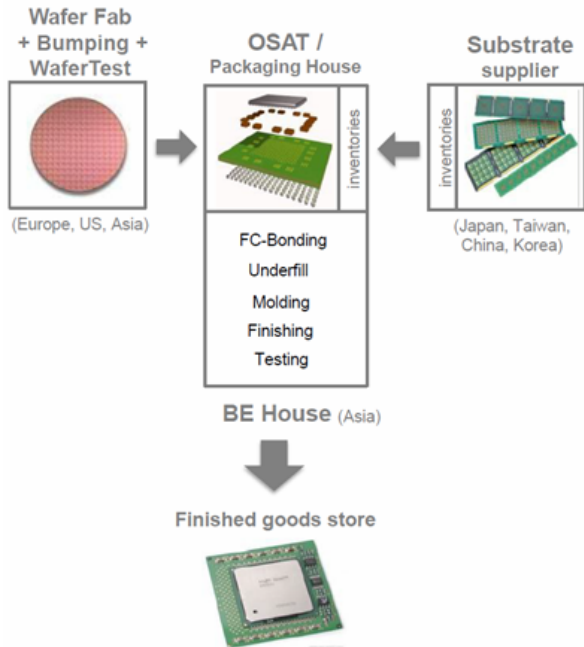 Wafer Fab
+ Bumping +
WaferTest
(Europe, US, Asia)
OSAT /
Packaging House
inventories
FC-Bonding
Underfill
Molding
Finishing
Testing
BE House (Asia)
Substrate
supplier
inventories
(Japan, Taiwan,
China, Korea)
Finished goods store